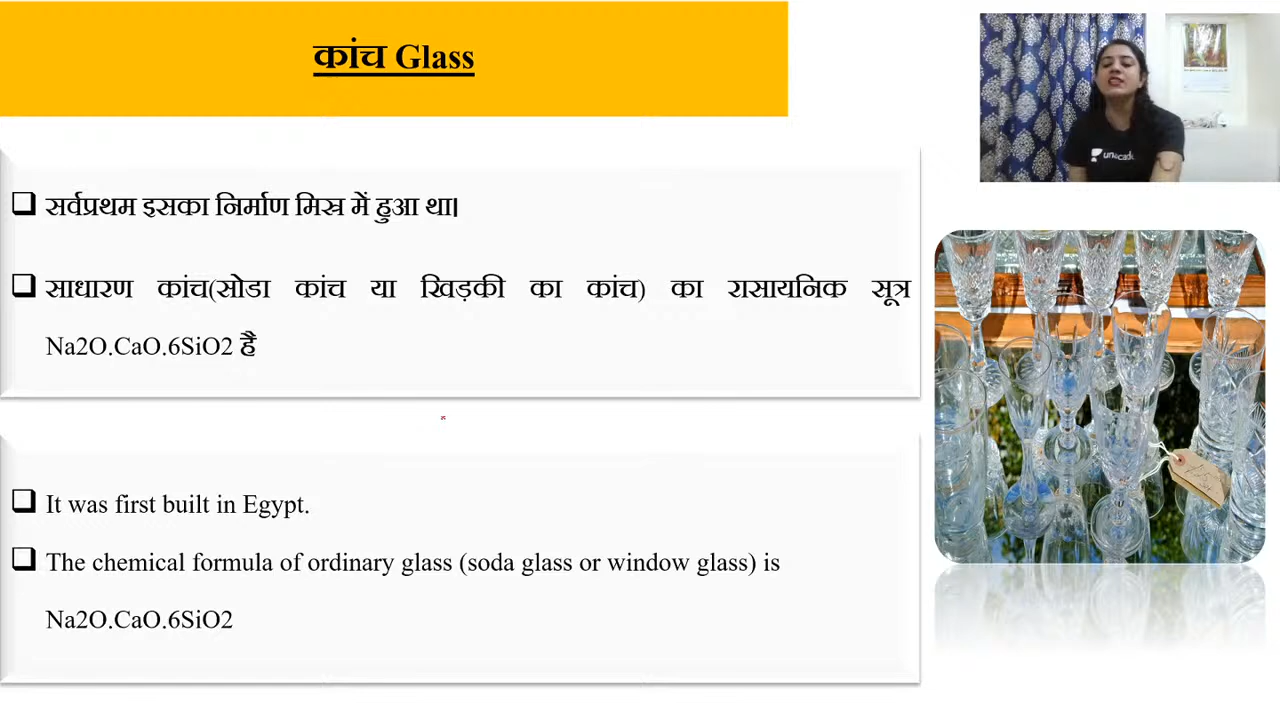 कांच Glass
सर्वप्रथम इसका निर्माण मिस्र में हुआ था।
साधारण कांच(सोडा कांच या खिड़की का कांच) का रासायनिक सूत्र
Na2O.CaO.6SiO2 है
It was first built in Egypt.
The chemical formula of ordinary glass (soda glass or window glass) is
Na2O.CaO.6SiO2